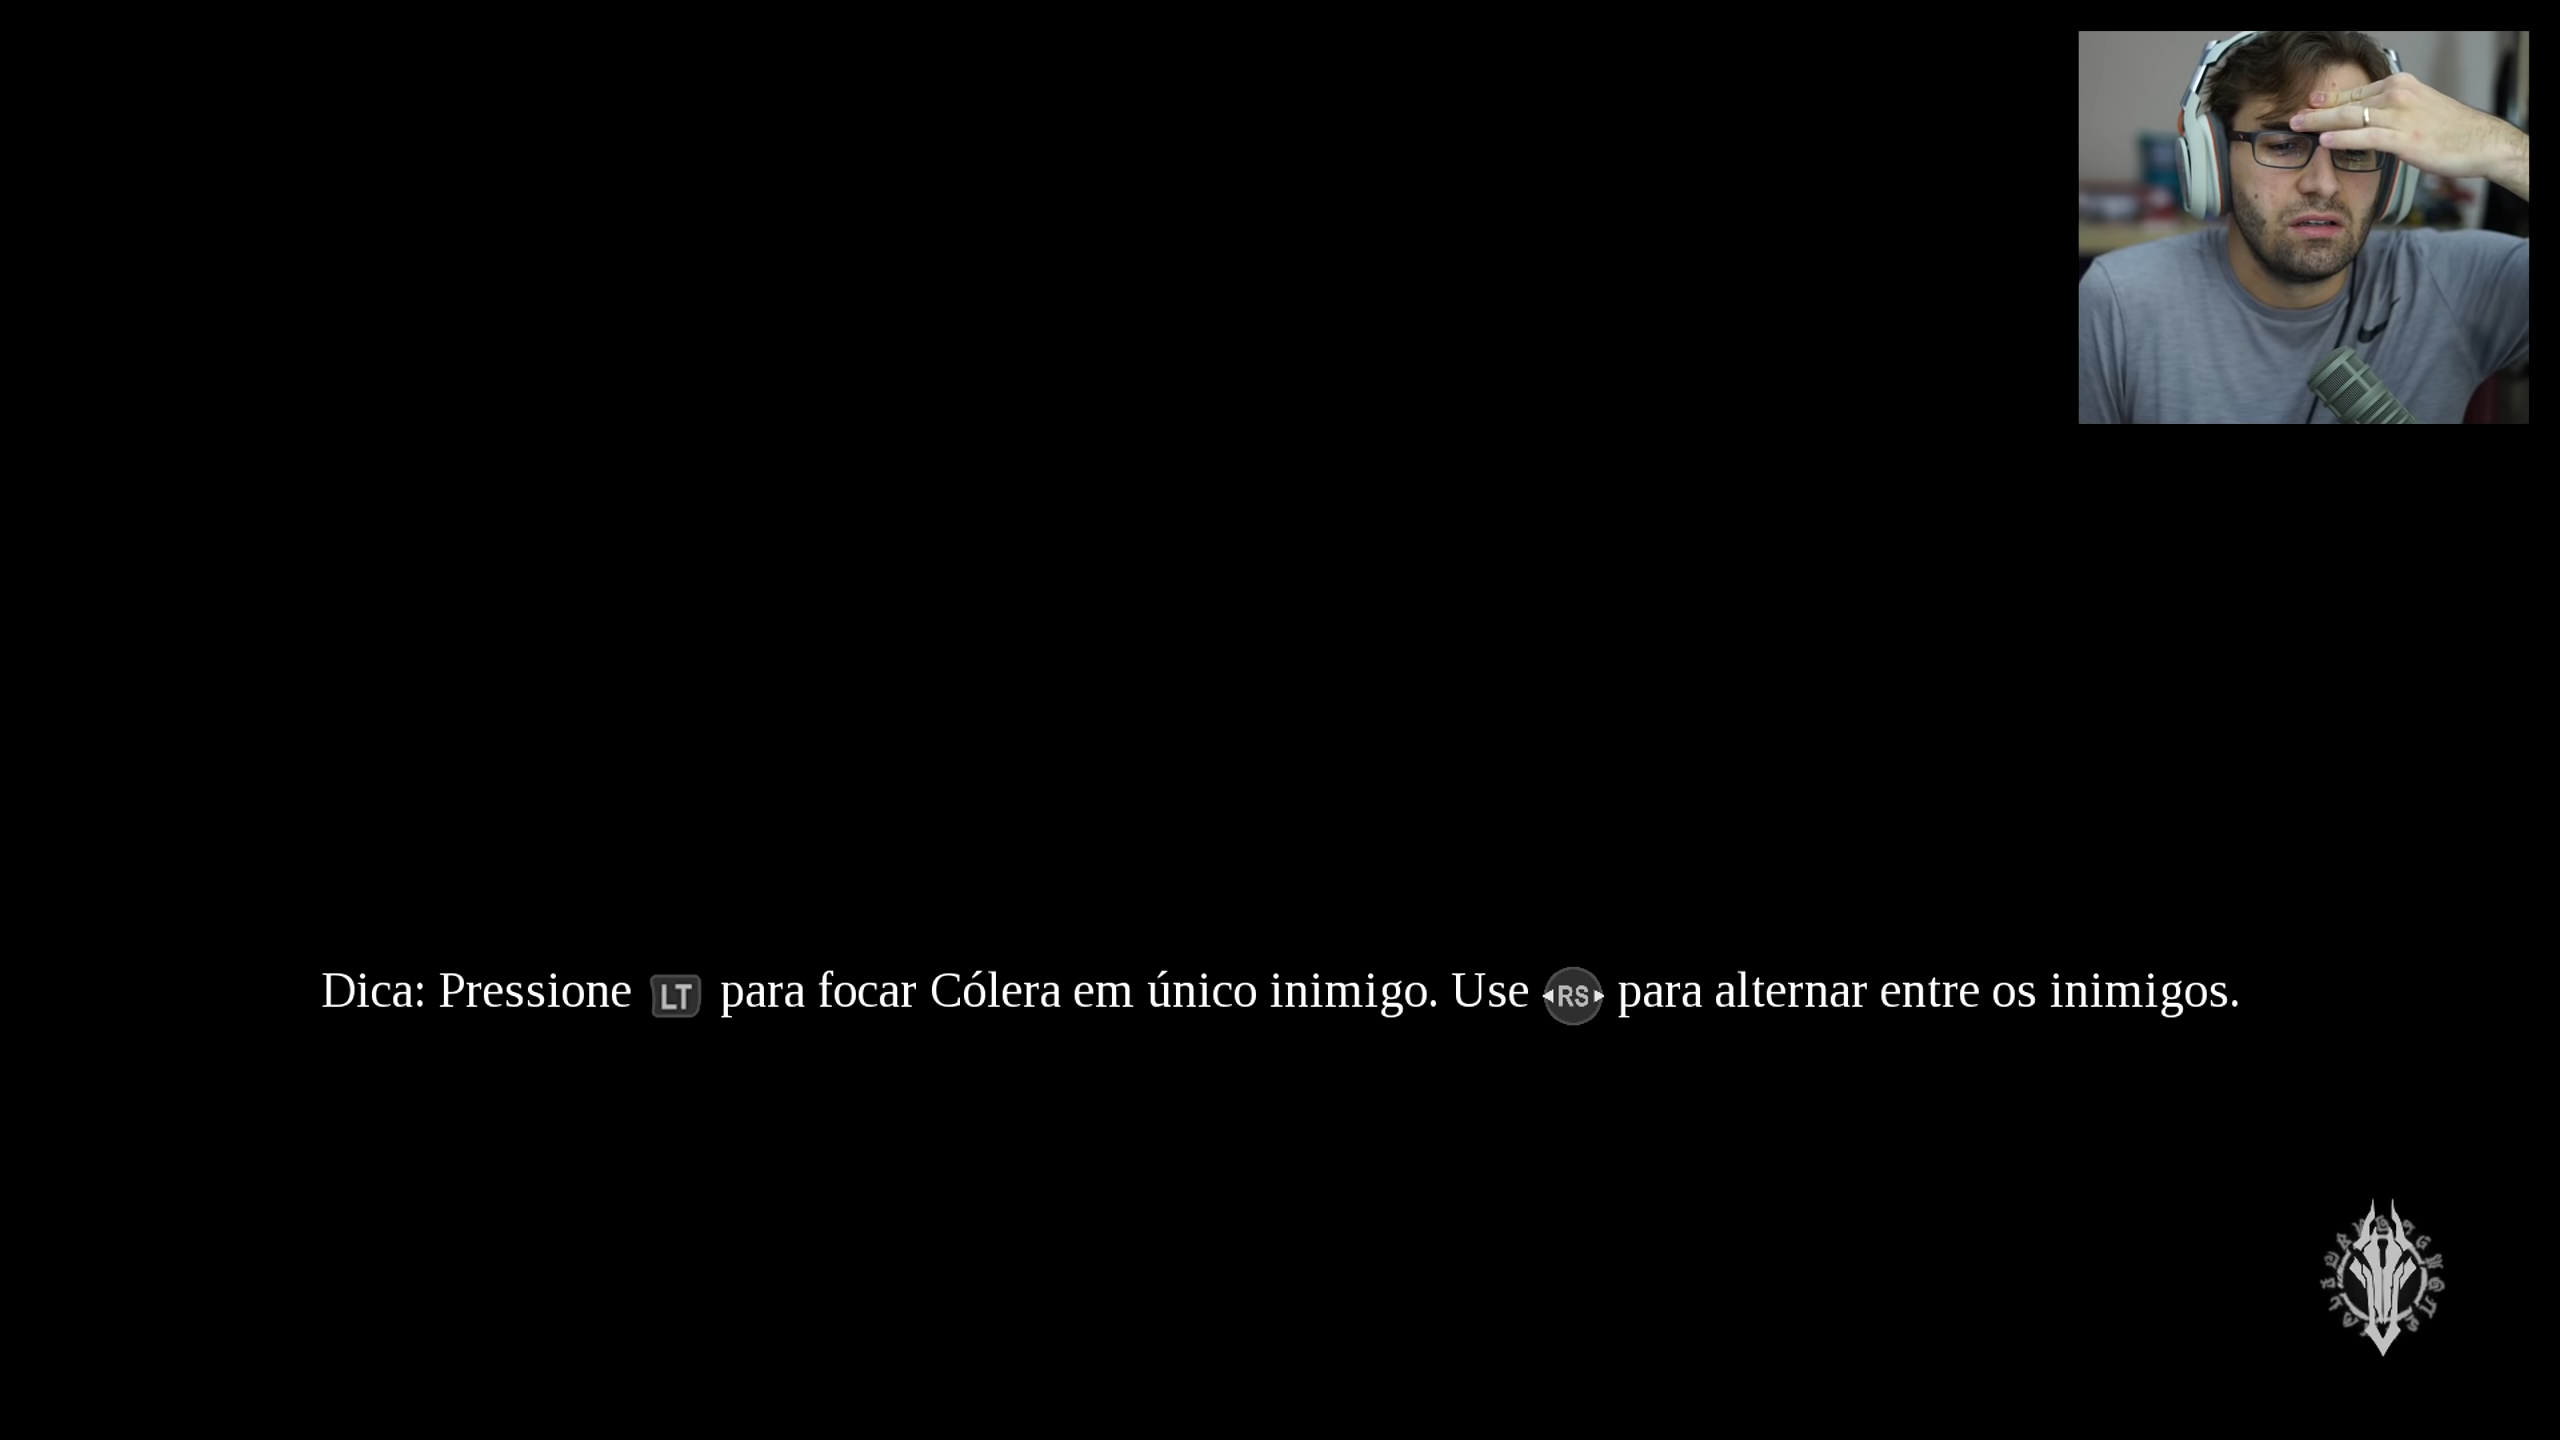 Dica: Pressione LT para focar Cólera em único inimigo. Use RS para alternar entre os inimigos.